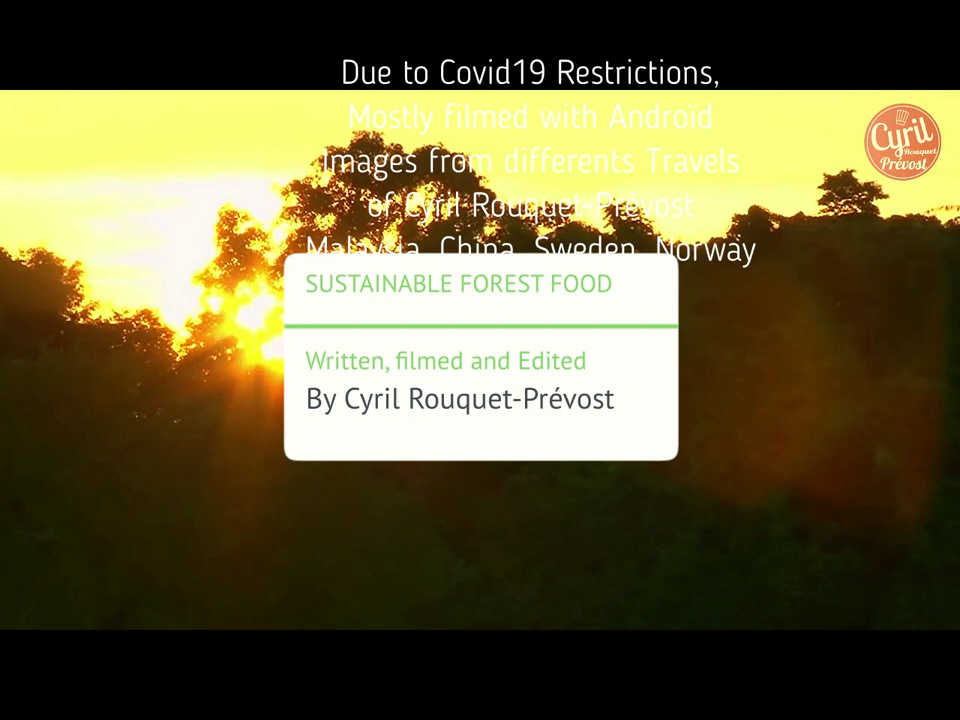 Due to Covid19 Restrictions,
Mostly filmed with Androïd
Images from differents Travels
of Cyril Rouquet-Prévost
Malaysia, China, Sweden, Norway
Cyril
Rouquet
Prévost
SUSTAINABLE FOREST FOOD
Written, filmed and Edited
By Cyril Rouquet-Prévost